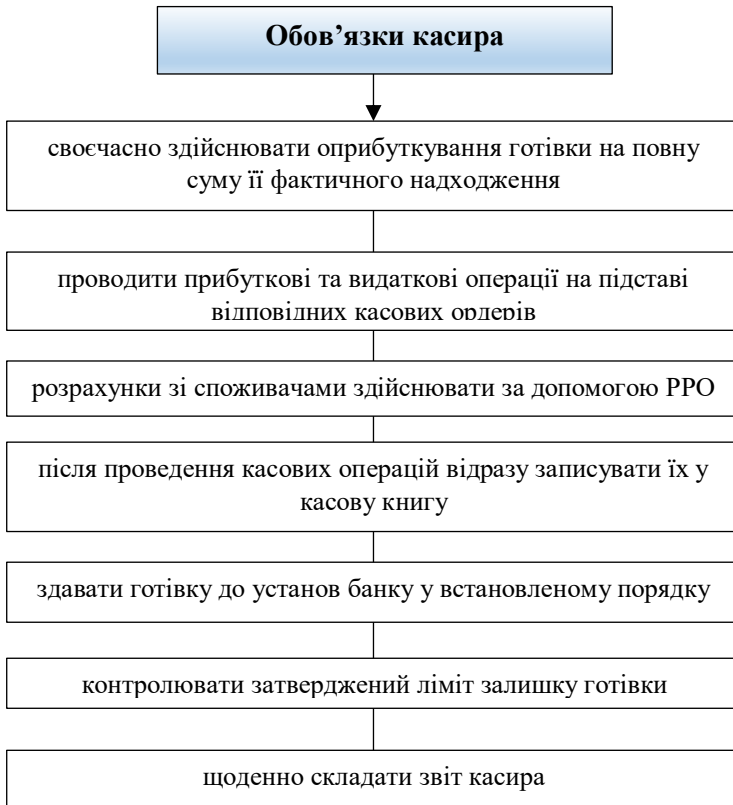 Обов’язки касира
своєчасно здійснювати оприбуткування готівки на повну
суму її фактичного надходження
проводити прибуткові та видаткові операції на підставі
відповідних касових ордерів
розрахунки зі споживачами здійснювати за допомогою РРО
після проведення касових операцій відразу записувати їх у
касову книгу
здавати готівку до установ банку у встановленому порядку
контролювати затверджений ліміт залишку готівки
щоденно складати звіт касира